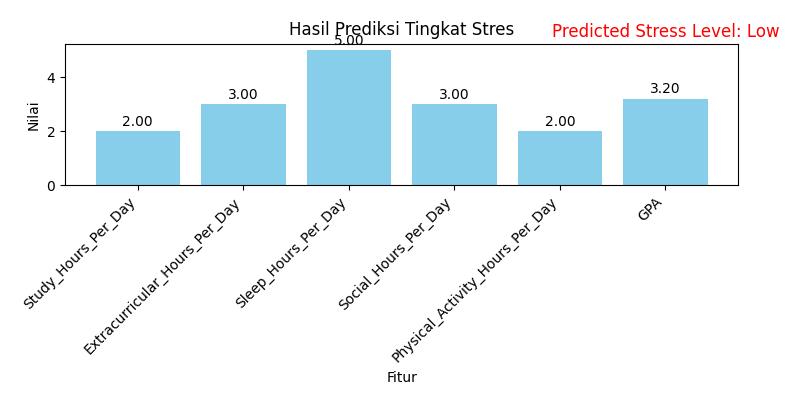 Hasil Prediksi Tingkat Stres
Predicted Stress Level: Low
Nilai
4
2
0
2.00
3.00
5.00
3.00
2.00
3.20
Study_Hours_Per_Day
Extracurricular_Hours_Per_Day
Sleep_Hours_Per_Day
Social_Hours_Per_Day
Physical_Activity_Hours_Per_Day
GPA
Fitur